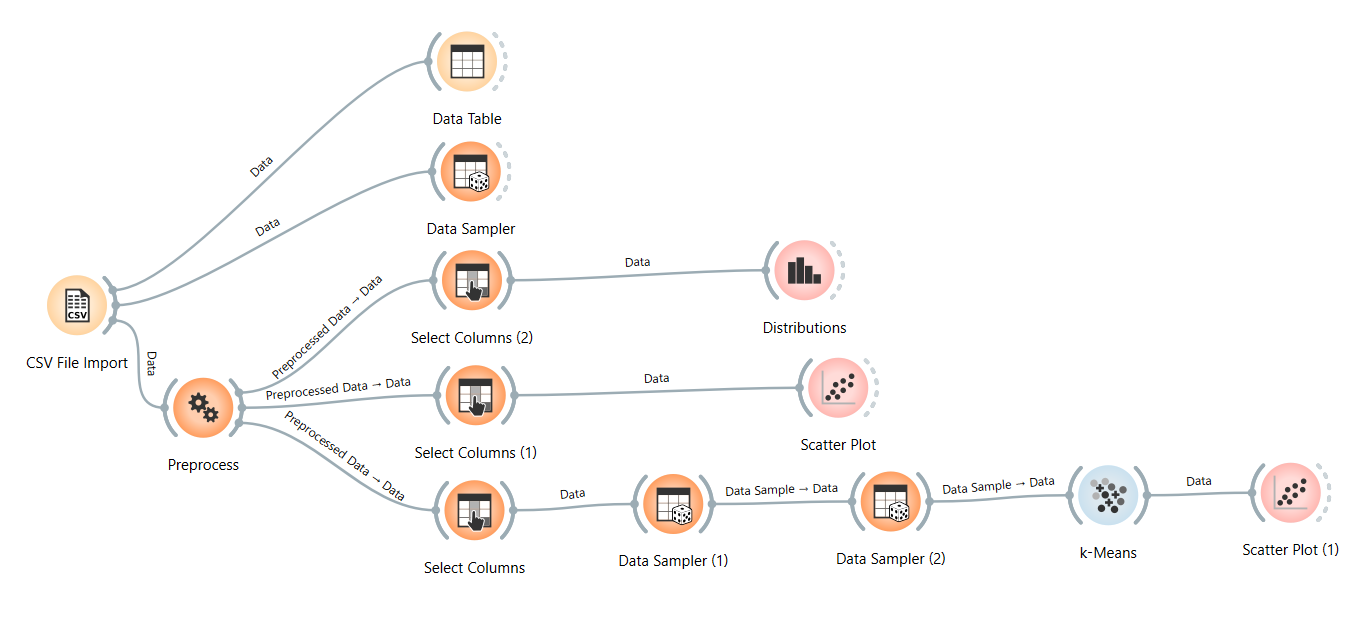 Data Table
Data
Data Sampler
Data
CSV
CSV File Import
Data
Preprocess
Preprocessed Data → Data
Select Columns (2)
Data
Distributions
Preprocessed Data → Data
Select Columns (1)
Data
Scatter Plot
Preprocessed Data → Data
Select Columns
Data
Data Sampler (1)
Data Sample → Data
Data Sampler (2)
Data Sample → Data
k-Means
Data
Scatter Plot (1)